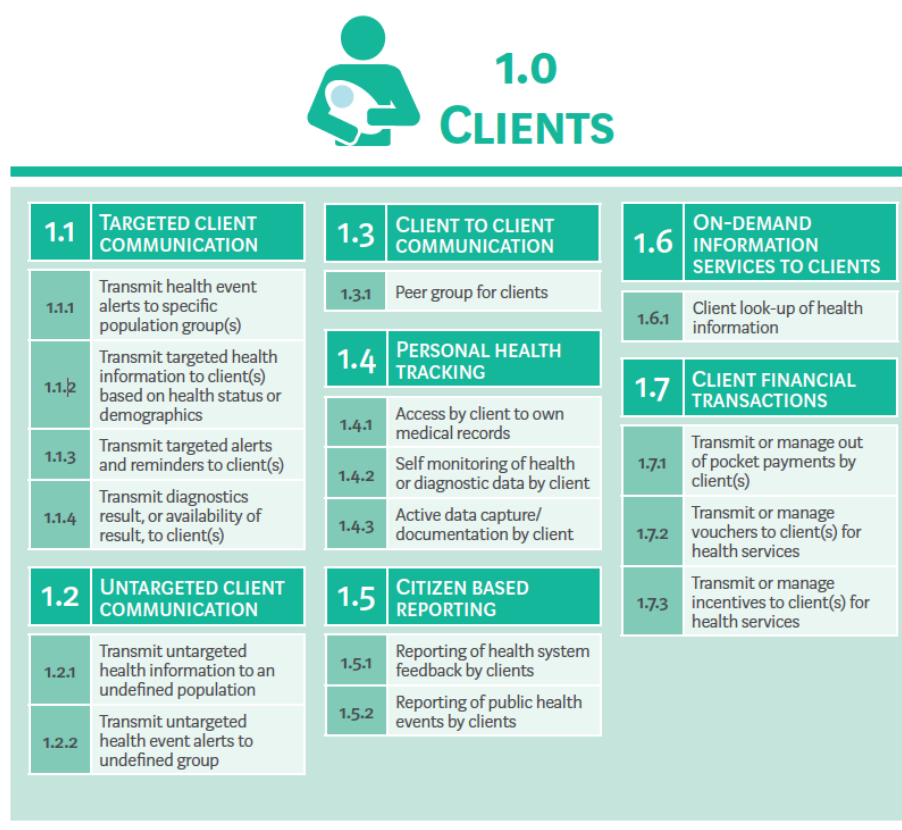 1.0
CLIENTS
1.1
TARGETED CLIENT
COMMUNICATION
1.1.1
Transmit health event
alerts to specific
population group(s)
1.1.2
Transmit targeted health
information to client(s)
based on health status or
demographics
1.1.3
Transmit targeted alerts
and reminders to client(s)
1.1.4
Transmit diagnostics
result, or availability of
result, to client(s)
1.2
UNTARGETED CLIENT
COMMUNICATION
1.2.1
Transmit untargeted
health information to an
undefined population
1.2.2
Transmit untargeted
health event alerts to
undefined group
1.3
CLIENT TO CLIENT
COMMUNICATION
1.3.1
Peer group for clients
1.4
PERSONAL HEALTH
TRACKING
1.4.1
Access by client to own
medical records
1.4.2
Self monitoring of health
or diagnostic data by client
1.4.3
Active data capture/
documentation by client
1.5
CITIZEN BASED
REPORTING
1.5.1
Reporting of health system
feedback by clients
1.5.2
Reporting of public health
events by clients
1.6
ON-DEMAND
INFORMATION
SERVICES TO CLIENTS
1.6.1
Client look-up of health
information
1.7
CLIENT FINANCIAL
TRANSACTIONS
1.7.1
Transmit or manage out
of pocket payments by
client(s)
1.7.2
Transmit or manage
vouchers to client(s) for
health services
1.7.3
Transmit or manage
incentives to client(s) for
health services